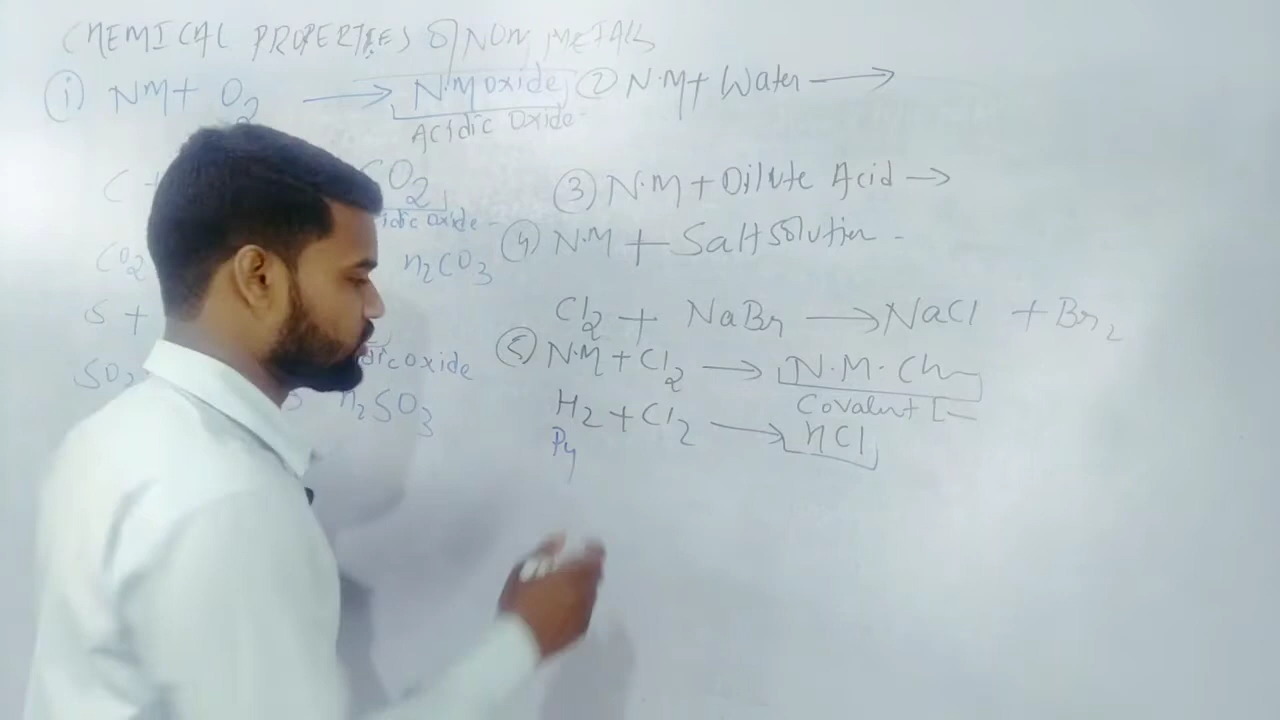 CHEMICAL PROPERTIES Of NON METALS
(i) NM + O2 → N.M oxide
Acidic Oxide
C + CO2
idic Oxide
CO2 H2CO3
S +
dic Oxide
SO2 H2SO3
② N.M + Water →
③ N.M + Dilute Acid →
(4) N.M + Salt Solution -
Cl2 + NaBr → NaCl + Br2
⑤ N.M + Cl2 → N.M. Ch
Covalent [—
H2 + Cl2 → HCl